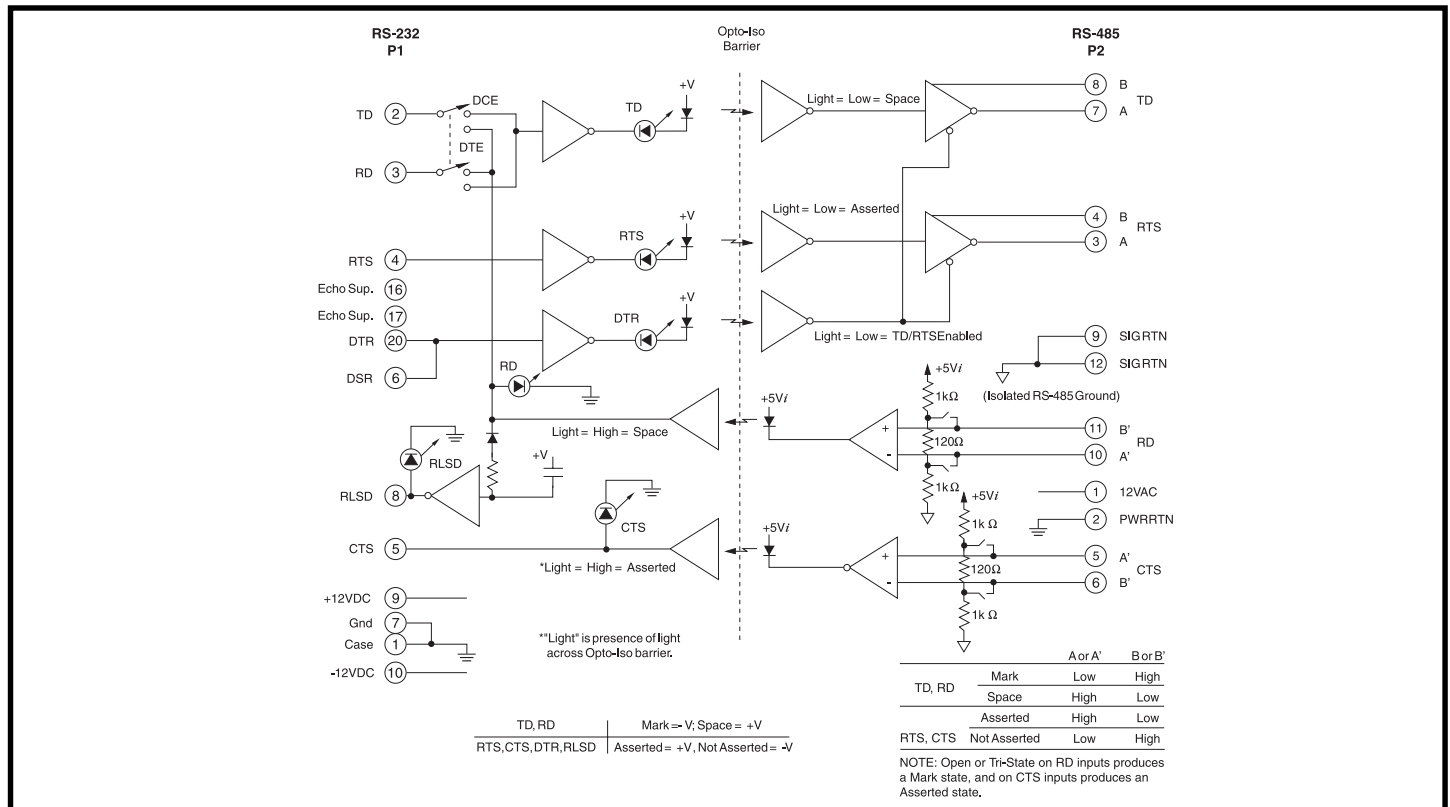 RS-232
P1
Opto-Iso
Barrier
RS-485
P2
TD 2
DCE
DTE
RD 3
TD
+V
Light = Low = Space
8 B
TD
7 A
RTS 4
RTS
+V
Light = Low = Asserted
4 B
RTS
3 A
Echo Sup. 16
Echo Sup. 17
DTR 20
DSR 6
DTR
+V
Light = Low = TD/RTSEnabled
9 SIGRTN
12 SIGRTN
(Isolated RS-485 Ground)
RD
Light = High = Space
+5Vi
+5Vi
1kΩ
+
-
120Ω
1kΩ
11 B'
RD
10 A'
RLSD
+V
RLSD 8
1 12VAC
2 PWRRTN
CTS
CTS 5
*Light = High = Asserted
+5Vi
+5Vi
1k Ω
+
-
120Ω
1k Ω
5 A'
CTS
6 B'
+12VDC 9
Gnd 7
Case 1
-12VDC 10
*"Light" is presence of light
across Opto-Iso barrier.
TD, RD Mark = - V; Space = +V
RTS,CTS,DTR,RLSD Asserted = +V, Not Asserted = -V
A or A' B or B'
TD, RD Mark Low High
Space High Low
Asserted High Low
RTS, CTS Not Asserted Low High
NOTE: Open or Tri-State on RD inputs produces
a Mark state, and on CTS inputs produces an
Asserted state.